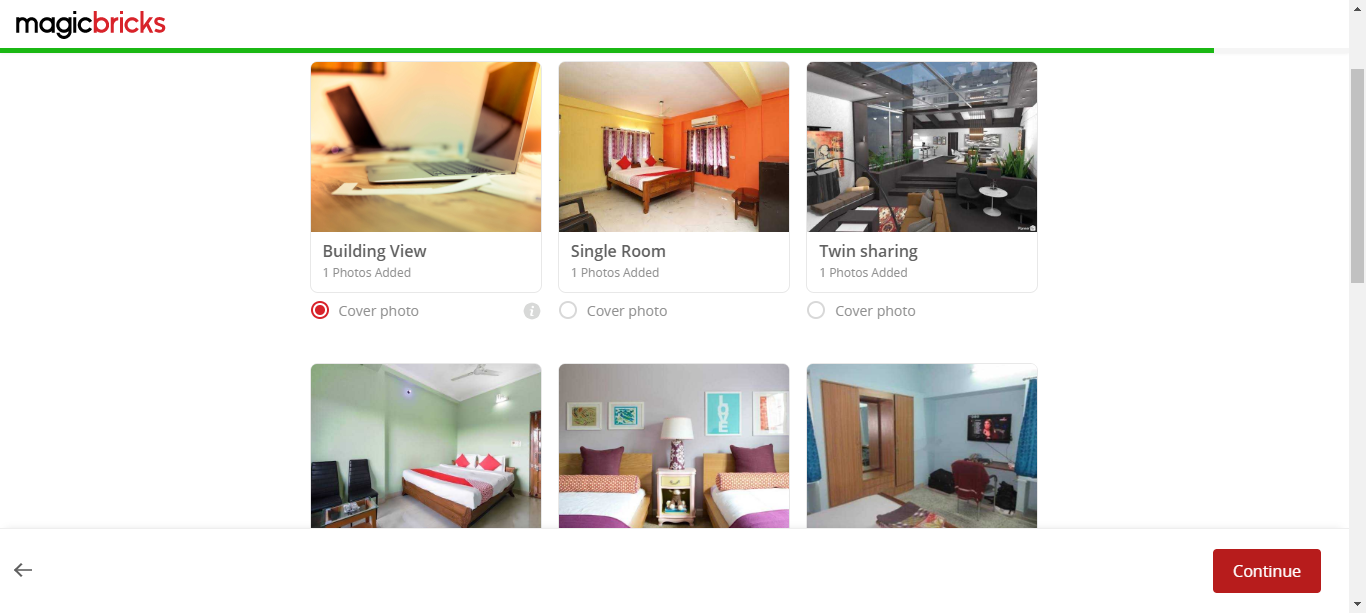 magicbricks
Building View
1 Photos Added
Single Room
1 Photos Added
Twin sharing
1 Photos Added
Cover photo
i
Cover photo
Cover photo
LOVE
Continue